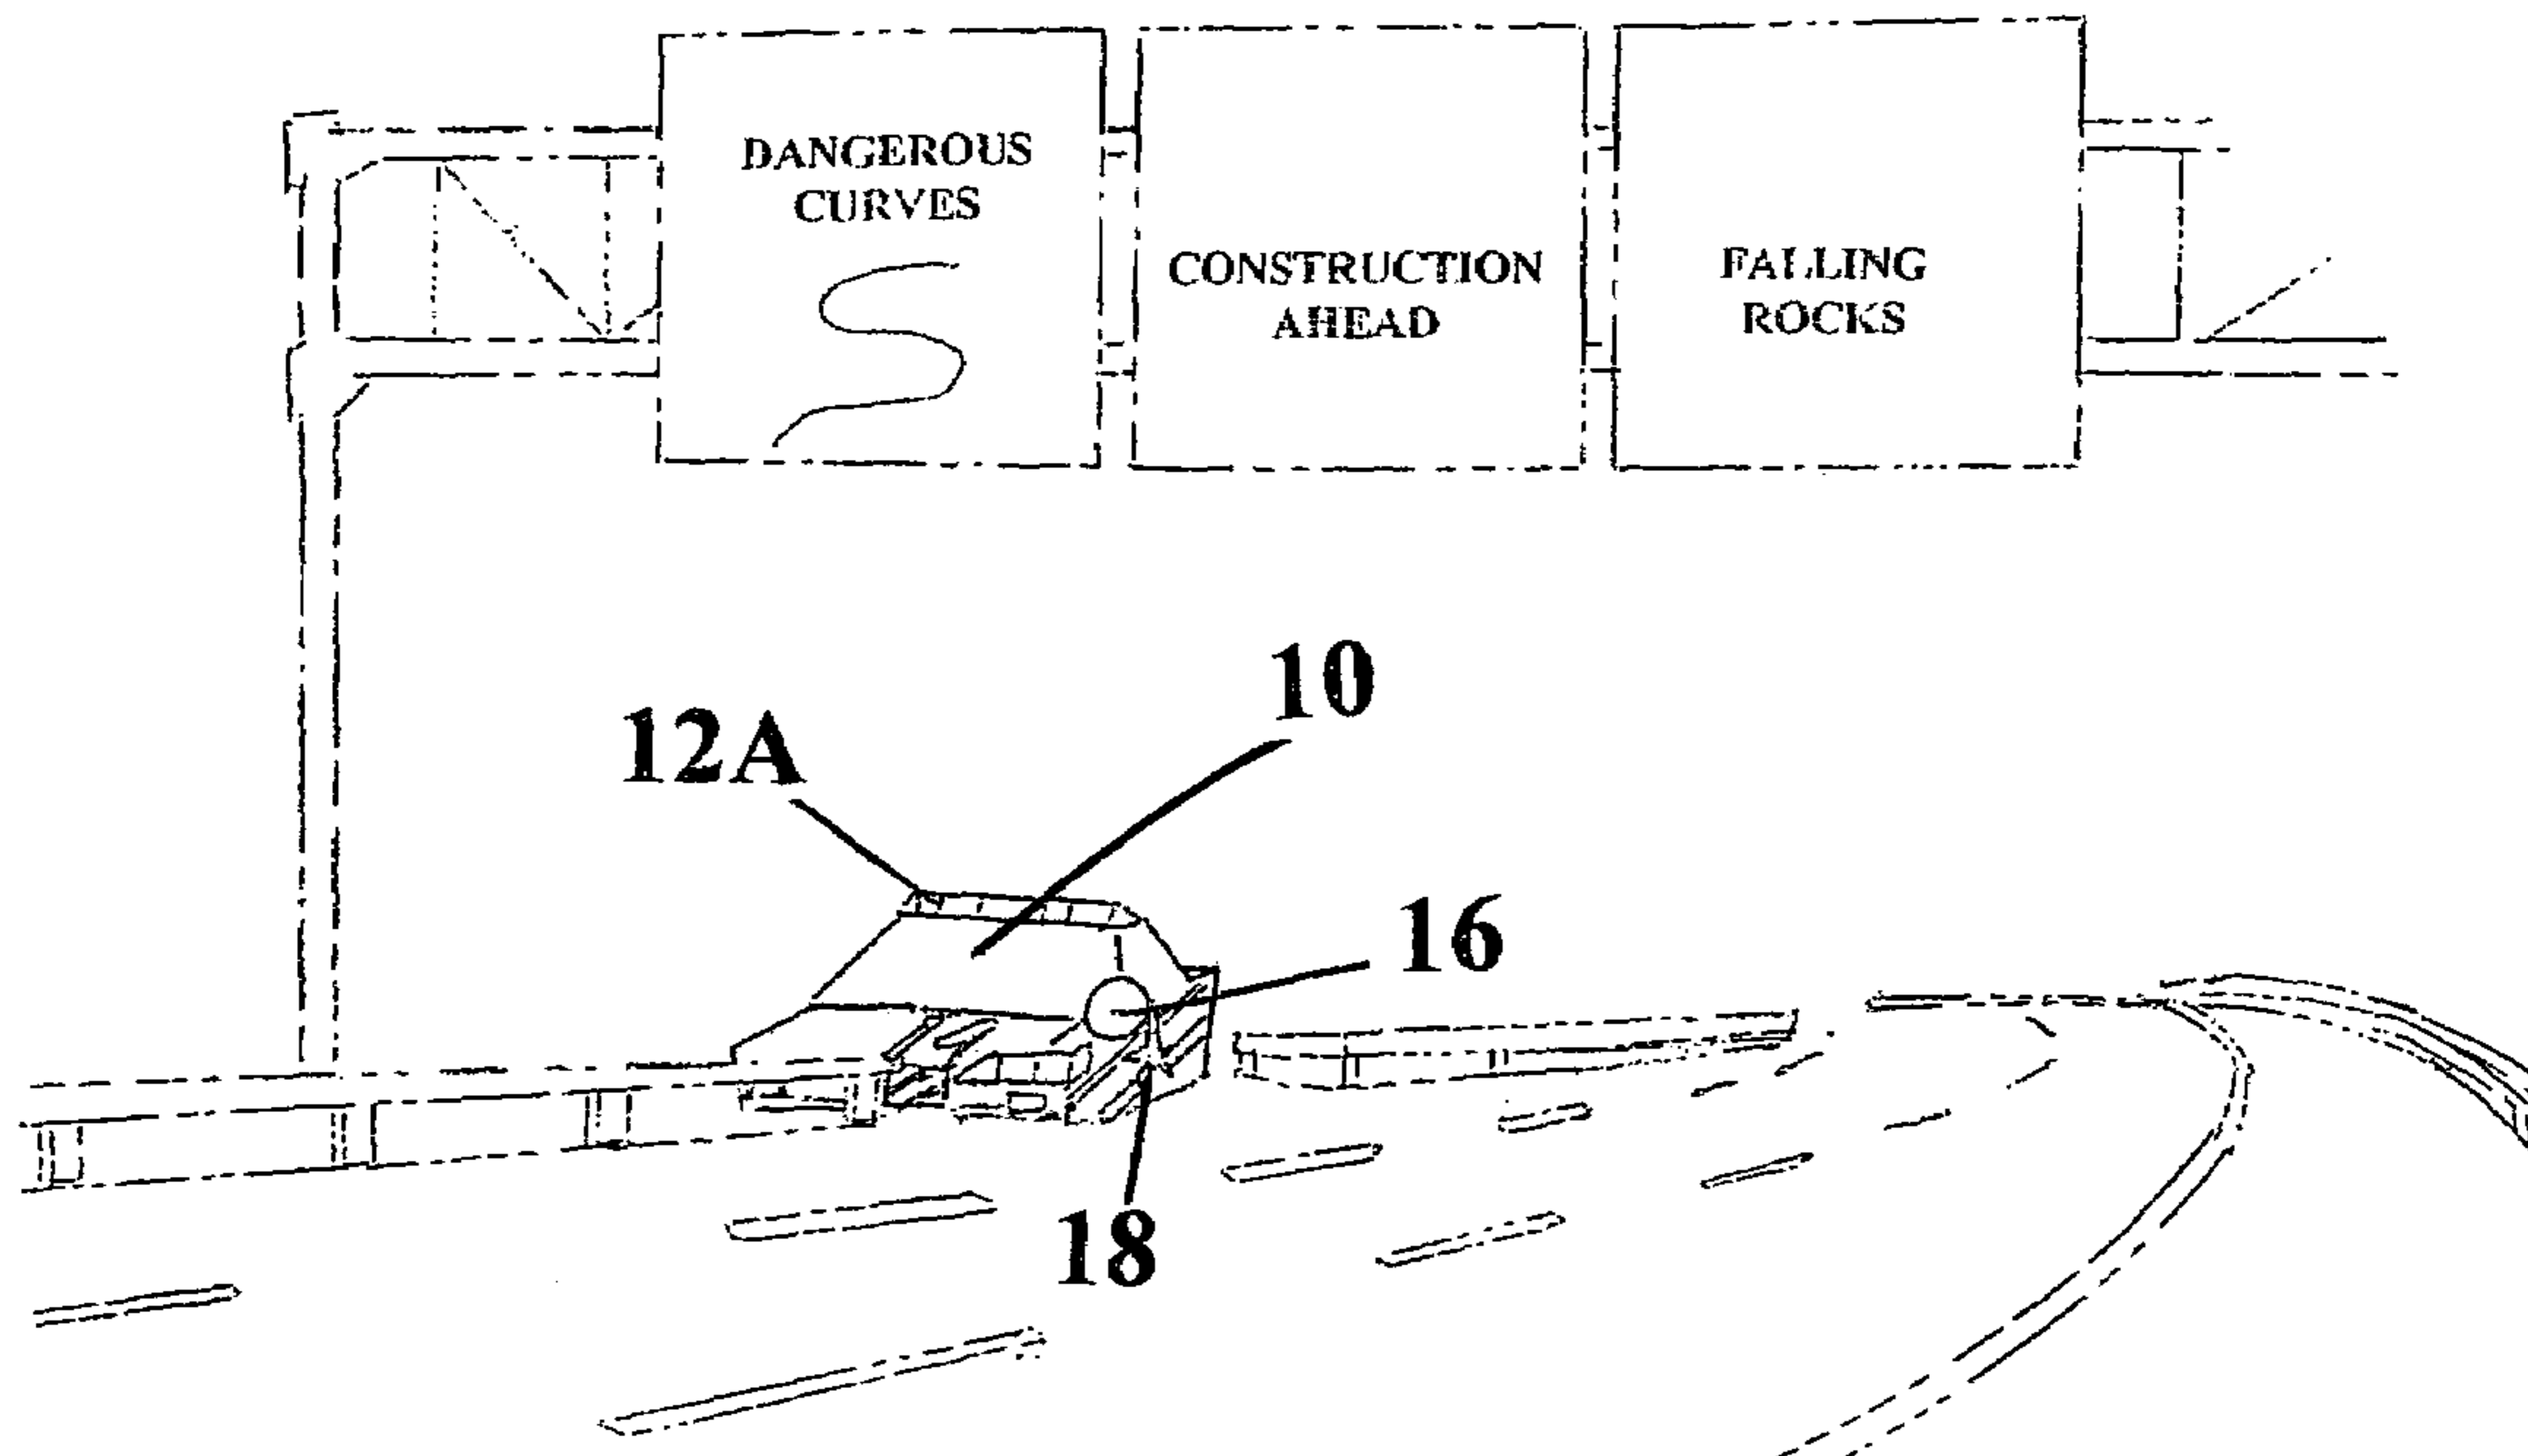 DANGEROUS
CURVES
CONSTRUCTION
AHEAD
FALLING
ROCKS
10
12A
16
18